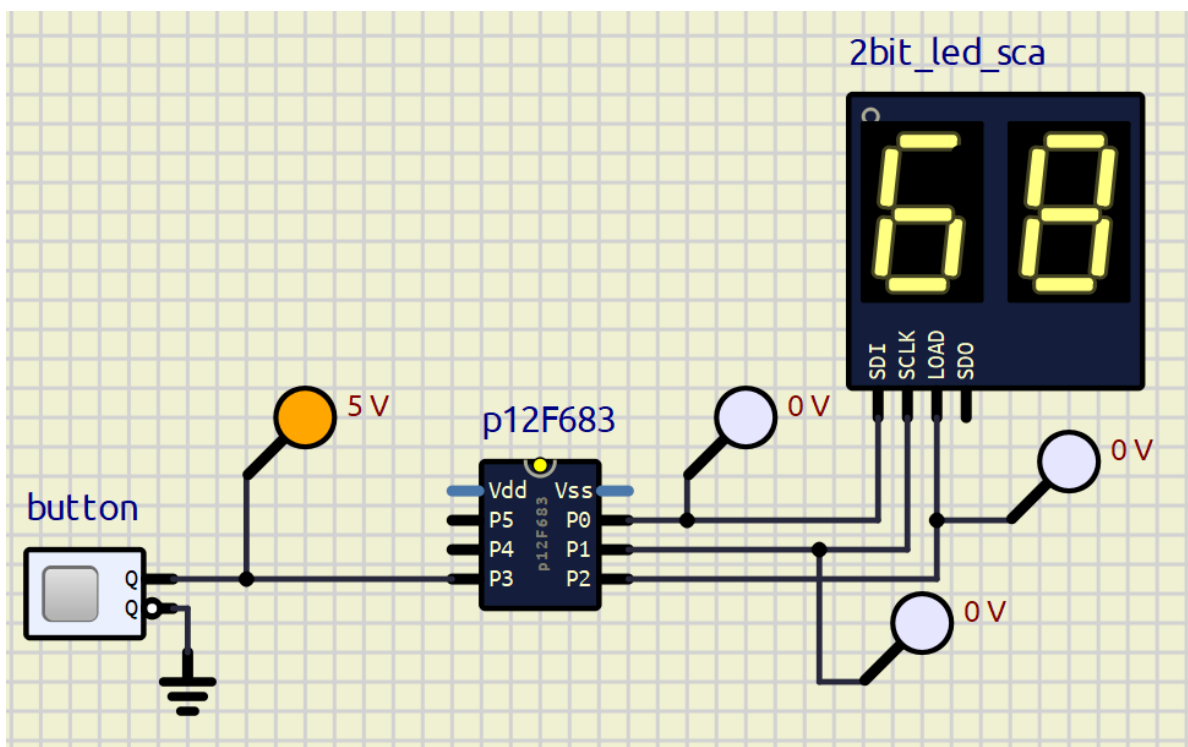 2bit_led_sca
68
SDI SCLK LOAD SDO
5 V
p12F683
0 V
0 V
Vdd Vss
P5 P0
P4 P1
P3 P2
p12F683
button
Q
Q
0 V